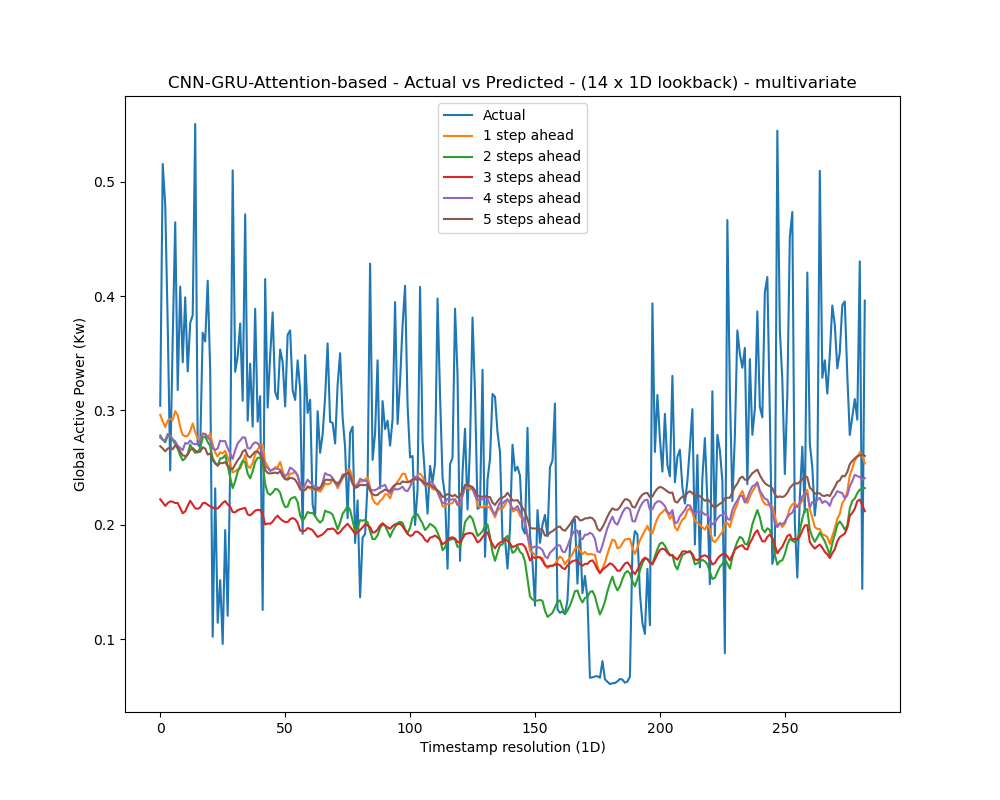 CNN-GRU-Attention-based - Actual vs Predicted - (14 x 1D lookback) - multivariate
Actual
1 step ahead
2 steps ahead
3 steps ahead
4 steps ahead
5 steps ahead
Global Active Power (Kw)
0.5
0.4
0.3
0.2
0.1
0 50 100 150 200 250
Timestamp resolution (1D)